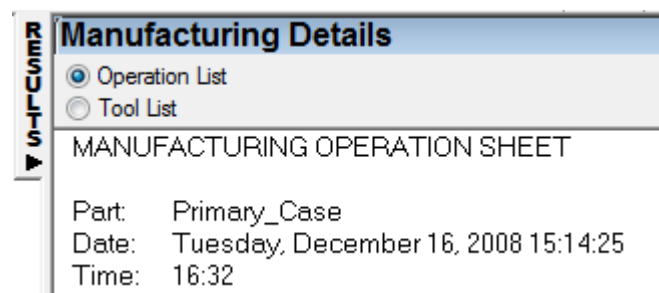 RESULTS
Manufacturing Details
Operation List
Tool List
MANUFACTURING OPERATION SHEET
Part: Primary_Case
Date: Tuesday, December 16, 2008 15:14:25
Time: 16:32